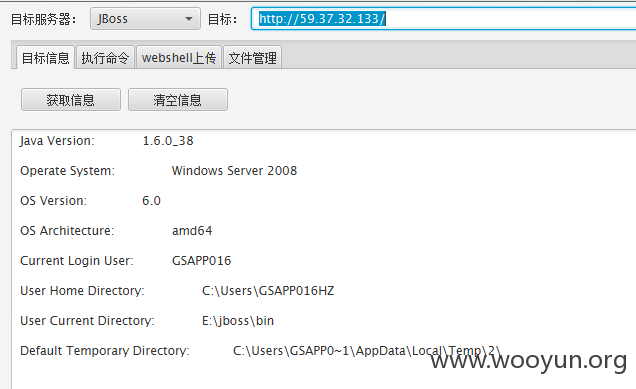 目标服务器： JBoss 目标： http://59.37.32.133/
目标信息 执行命令 webshell上传 文件管理
获取信息 清空信息
Java Version: 1.6.0_38
Operate System: Windows Server 2008
OS Version: 6.0
OS Architecture: amd64
Current Login User: GSAPP016
User Home Directory: C:\Users\GSAPP016HZ
User Current Directory: E:\jboss\bin
Default Temporary Directory: C:\Users\GSAPP0~1\AppData\Local\Temp\2\
www.wooyun.org